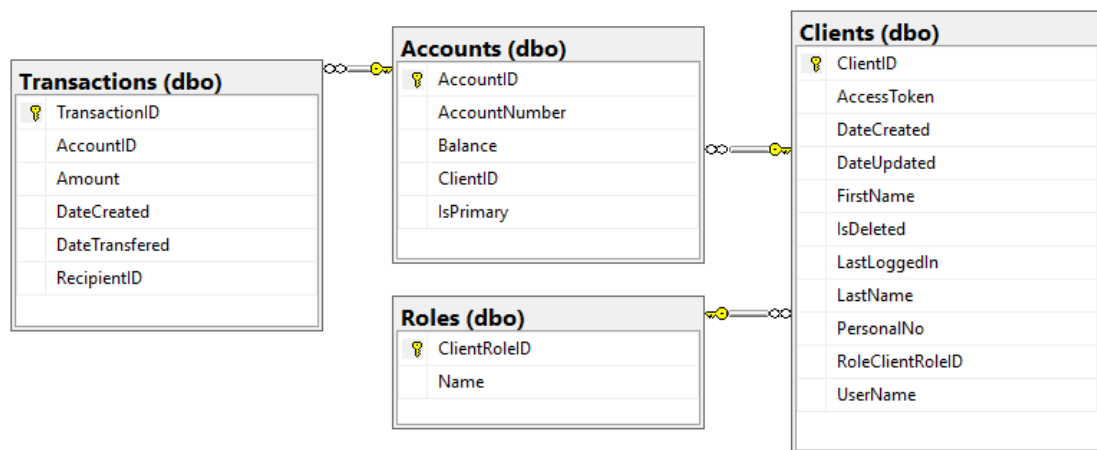 Transactions (dbo)
TransactionID
AccountID
Amount
DateCreated
DateTransfered
RecipientID
Accounts (dbo)
AccountID
AccountNumber
Balance
ClientID
IsPrimary
Roles (dbo)
ClientRoleID
Name
Clients (dbo)
ClientID
AccessToken
DateCreated
DateUpdated
FirstName
IsDeleted
LastLoggedIn
LastName
PersonalNo
RoleClientRoleID
UserName